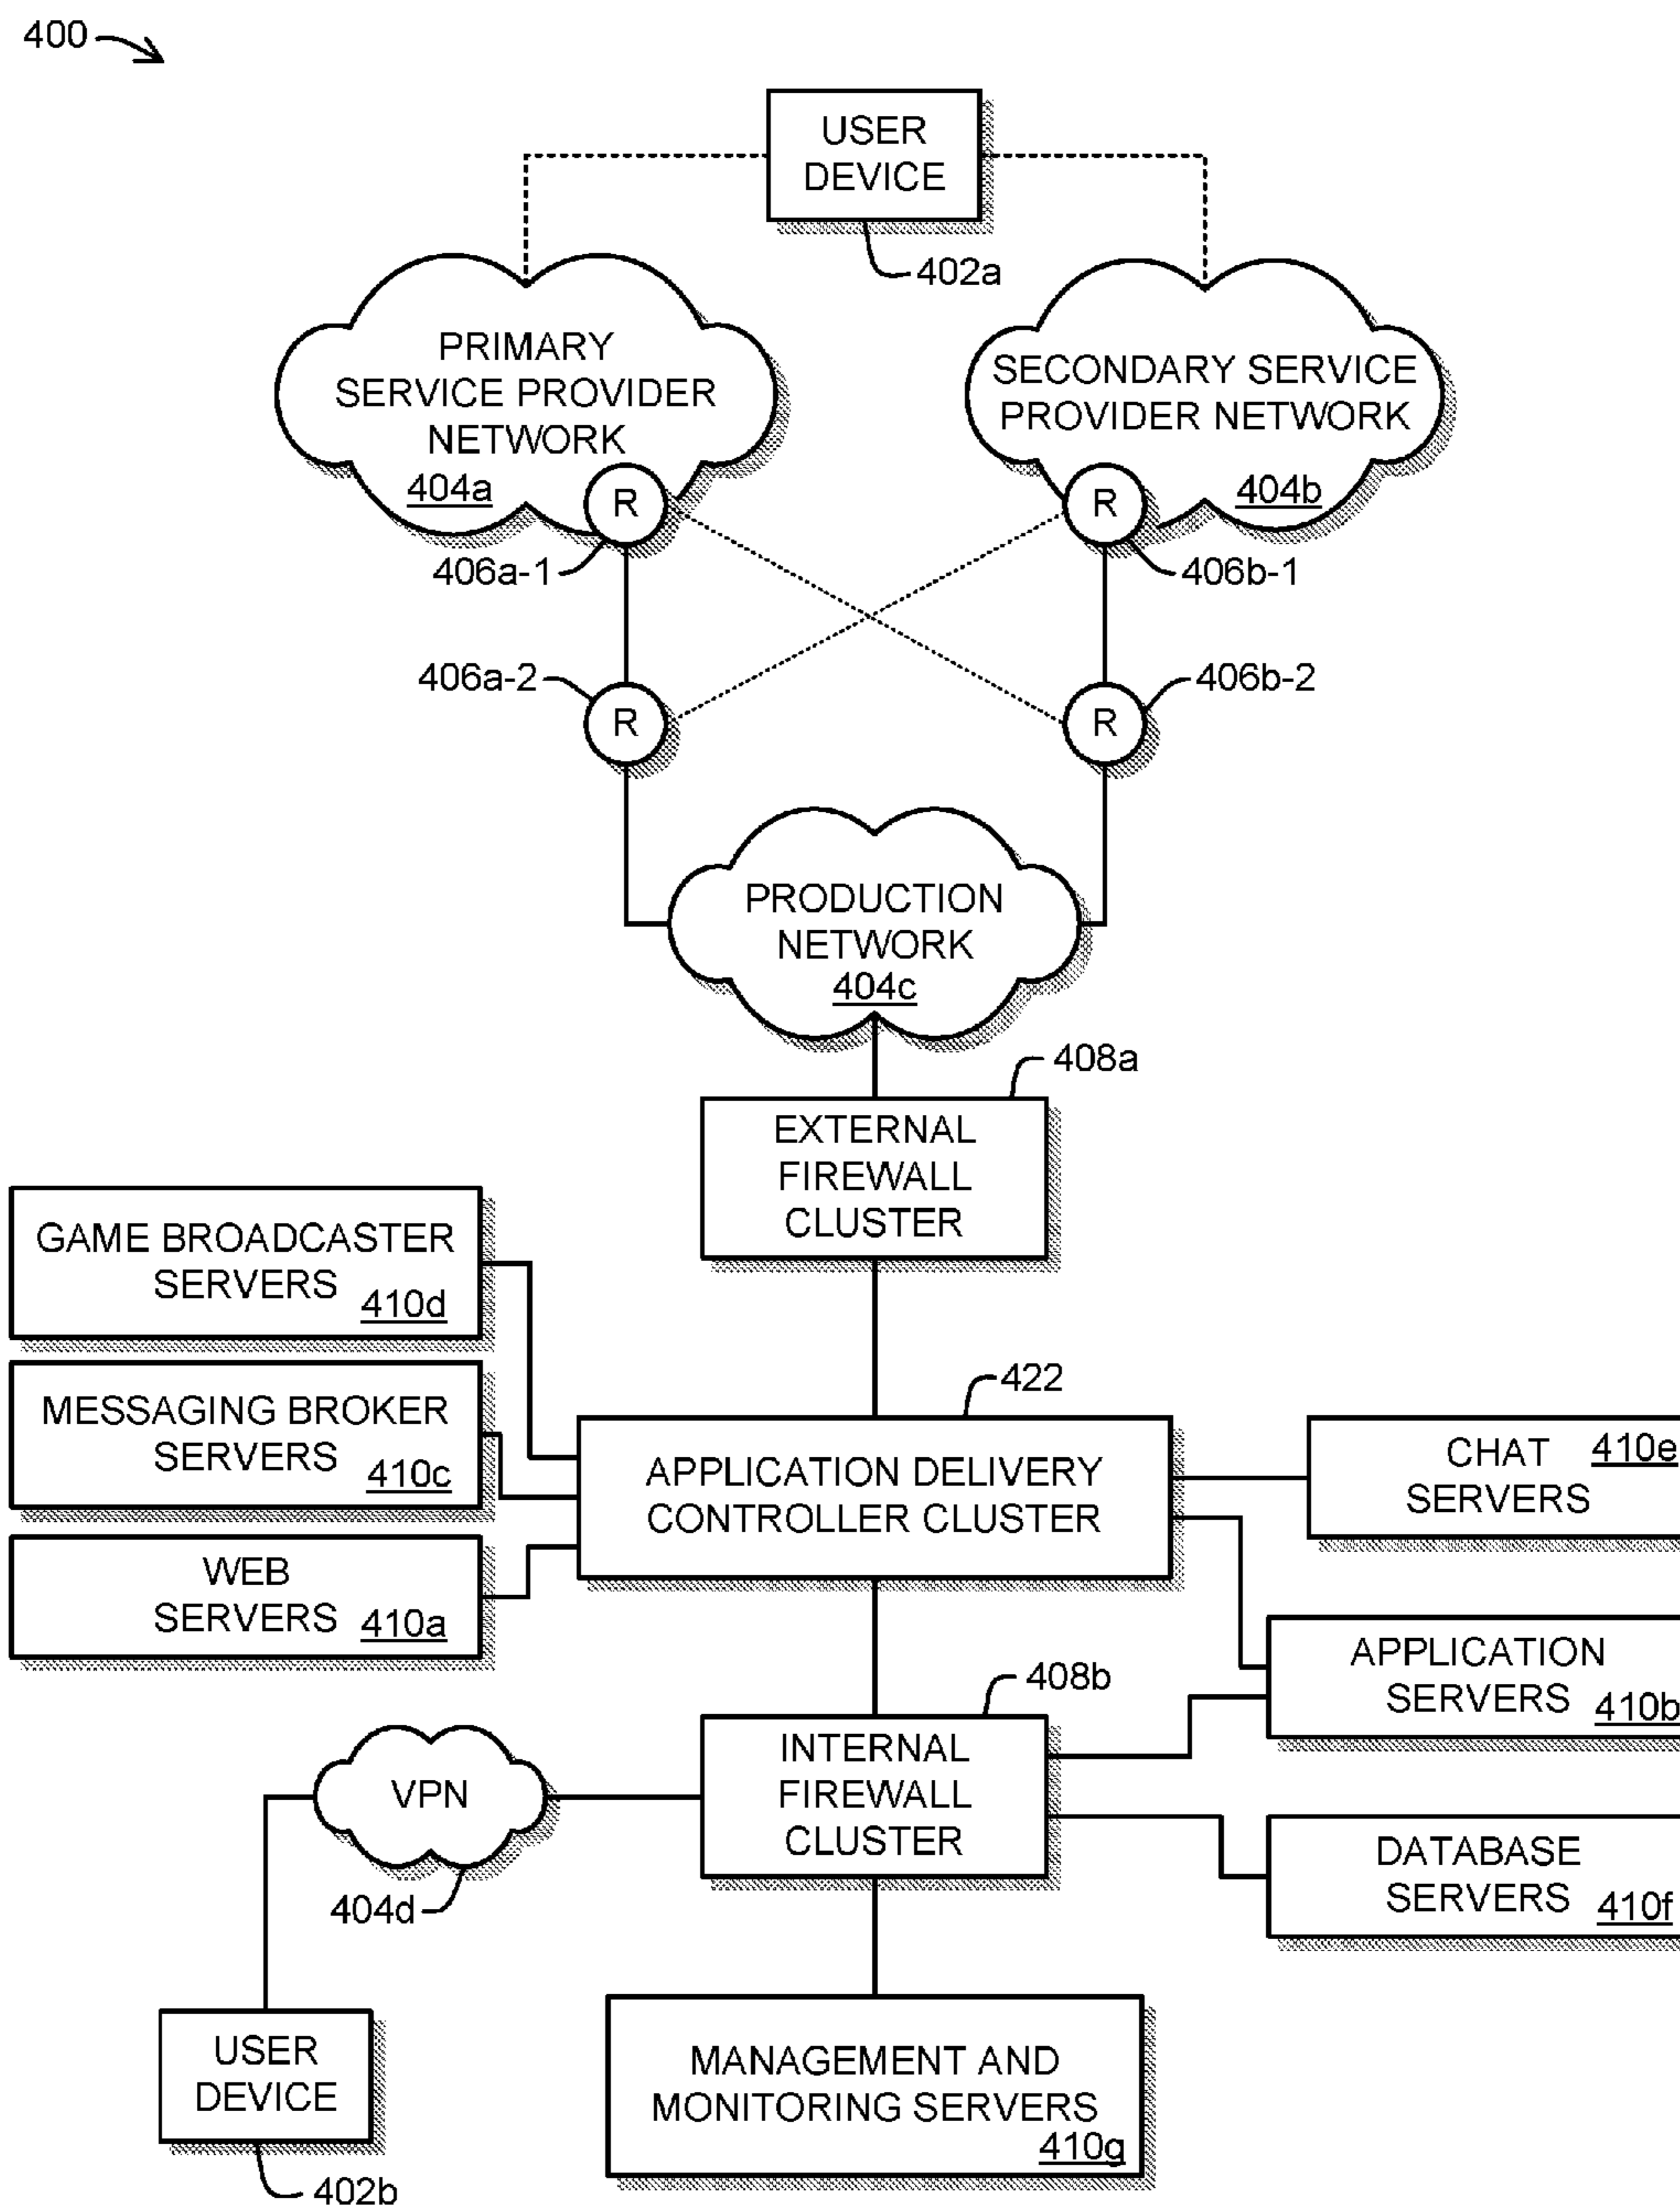 400
USER
DEVICE
402a
PRIMARY
SERVICE PROVIDER
NETWORK
404a
R
406a-1
SECONDARY SERVICE
PROVIDER NETWORK
404b
R
406b-1
406a-2
R
R
406b-2
PRODUCTION
NETWORK
404c
408a
EXTERNAL
FIREWALL
CLUSTER
GAME BROADCASTER
SERVERS
410d
MESSAGING BROKER
SERVERS
410c
WEB
SERVERS
410a
422
APPLICATION DELIVERY
CONTROLLER CLUSTER
CHAT
SERVERS
410e
APPLICATION
SERVERS
410b
408b
INTERNAL
FIREWALL
CLUSTER
VPN
404d
DATABASE
SERVERS
410f
USER
DEVICE
402b
MANAGEMENT AND
MONITORING SERVERS
410g